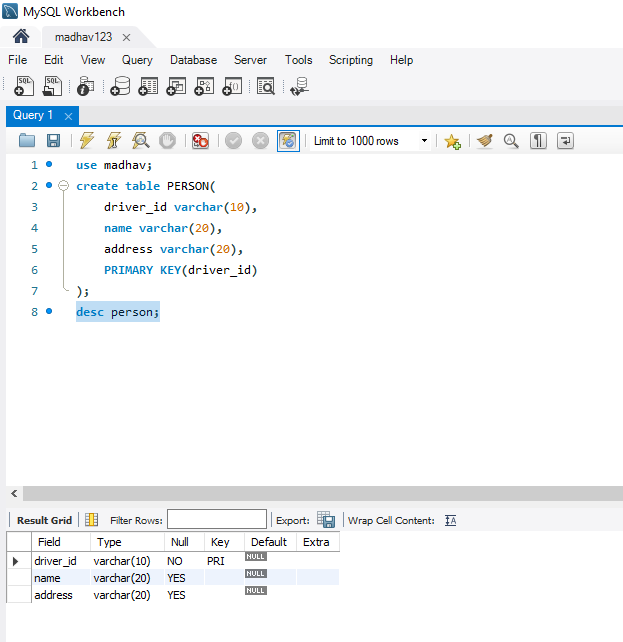 MySQL Workbench
madhav123 ×
File Edit View Query Database Server Tools Scripting Help
SQL SQL
Query 1 ×
Limit to 1000 rows
1 use madhav;
2 create table PERSON(
3 driver_id varchar(10),
4 name varchar(20),
5 address varchar(20),
6 PRIMARY KEY(driver_id)
7 );
8 desc person;
Result Grid Filter Rows: Export: Wrap Cell Content:
Field Type Null Key Default Extra
driver_id varchar(10) NO PRI NULL
name varchar(20) YES NULL
address varchar(20) YES NULL